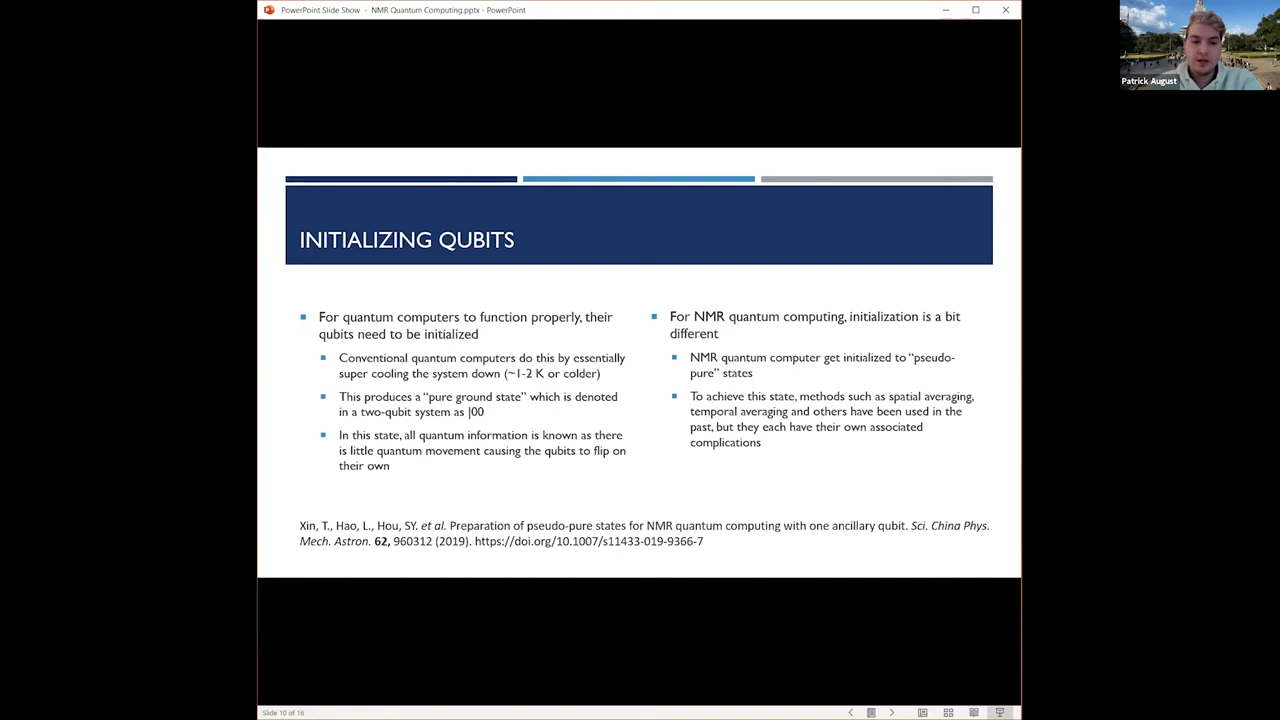 PowerPoint Slide Show - NMR Quantum Computing.pptx - PowerPoint
Patrick August
INITIALIZING QUBITS
For quantum computers to function properly, their
qubits need to be initialized
Conventional quantum computers do this by essentially
super cooling the system down (~1-2 K or colder)
This produces a “pure ground state” which is denoted
in a two-qubit system as |00
In this state, all quantum information is known as there
is little quantum movement causing the qubits to flip on
their own
For NMR quantum computing, initialization is a bit
different
NMR quantum computer get initialized to “pseudo-
pure” states
To achieve this state, methods such as spatial averaging,
temporal averaging and others have been used in the
past, but they each have their own associated
complications
Xin, T., Hao, L., Hou, SY. et al. Preparation of pseudo-pure states for NMR quantum computing with one ancillary qubit. Sci. China Phys.
Mech. Astron. 62, 960312 (2019). https://doi.org/10.1007/s11433-019-9366-7
Slide 10 of 16